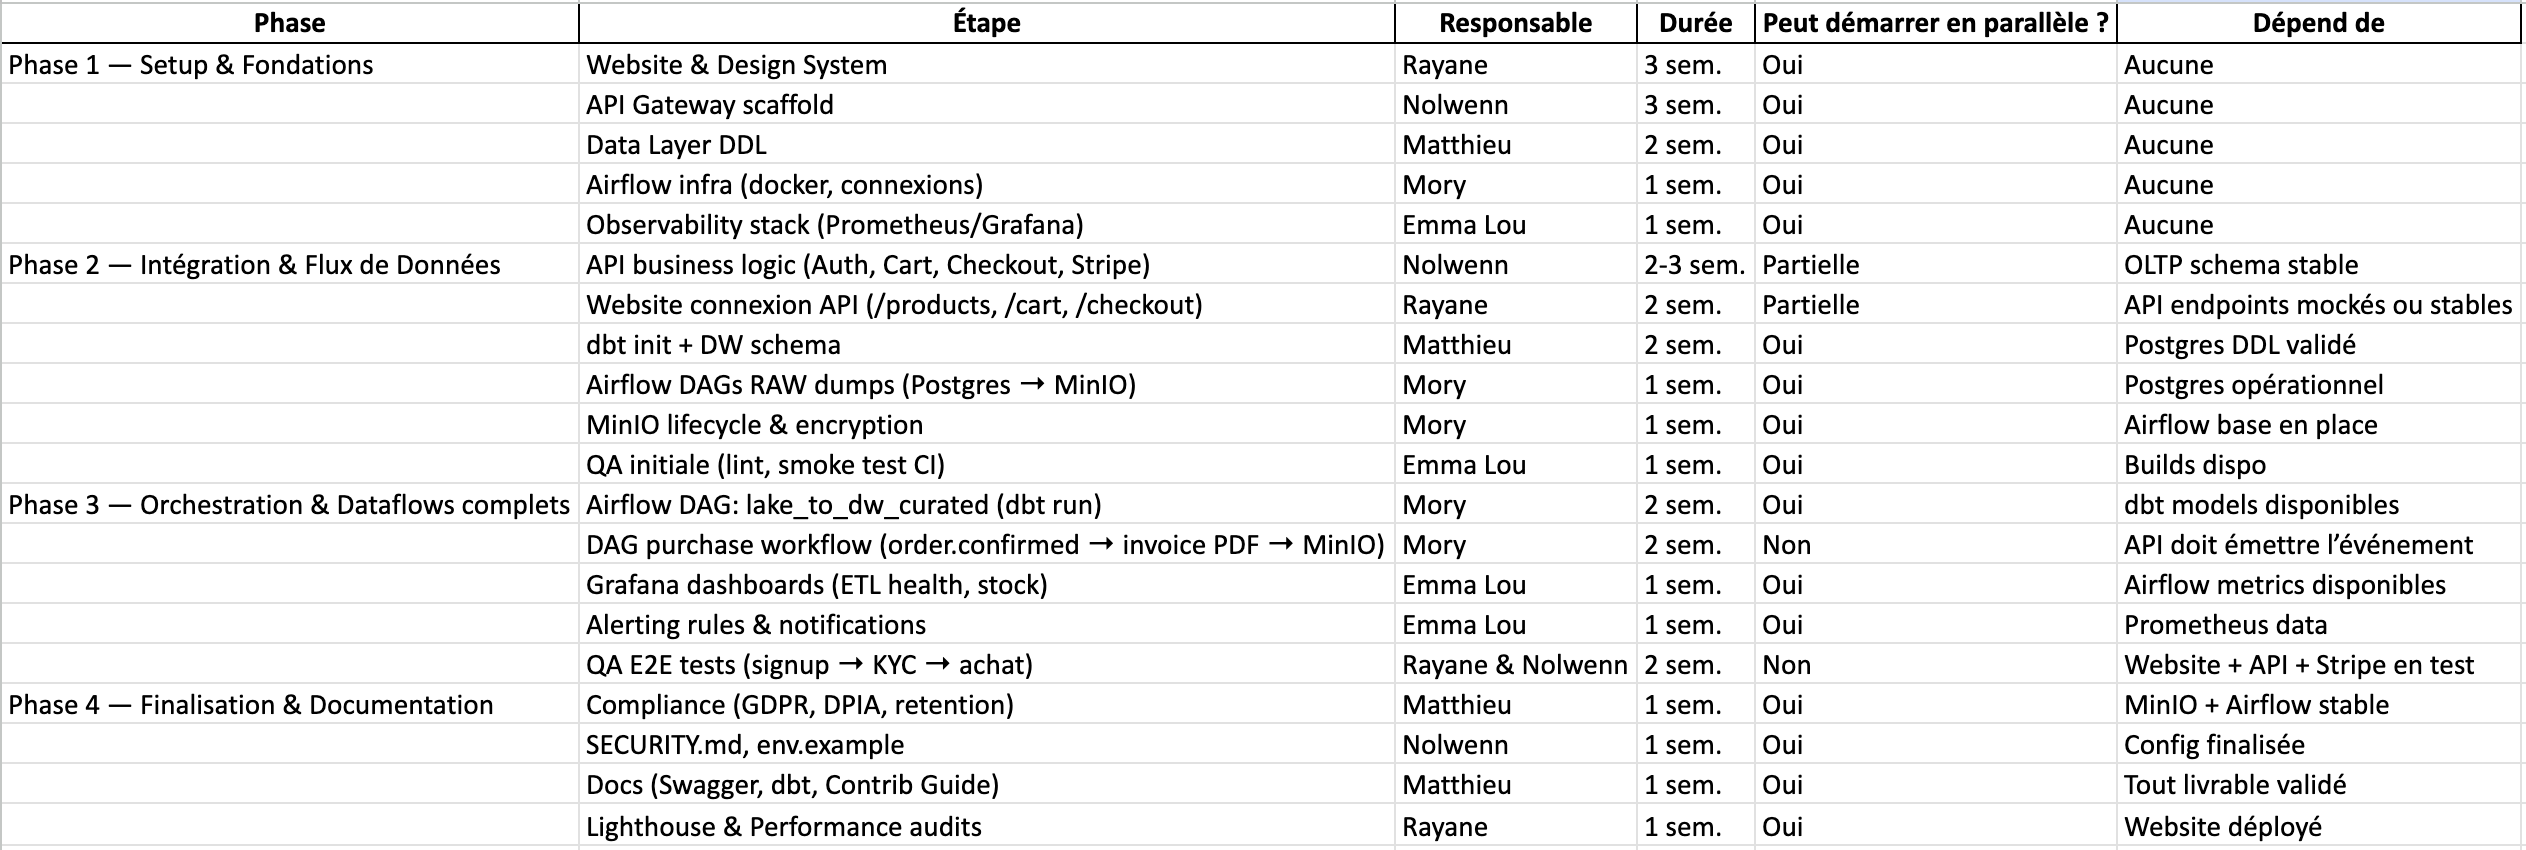 Phase Étape Responsable Durée Peut démarrer en parallèle ? Dépend de
Phase 1 — Setup & Fondations Website & Design System Rayane 3 sem. Oui Aucune
API Gateway scaffold Nolwenn 3 sem. Oui Aucune
Data Layer DDL Matthieu 2 sem. Oui Aucune
Airflow infra (docker, connexions) Mory 1 sem. Oui Aucune
Observability stack (Prometheus/Grafana) Emma Lou 1 sem. Oui Aucune
Phase 2 — Intégration & Flux de Données API business logic (Auth, Cart, Checkout, Stripe) Nolwenn 2-3 sem. Partielle OLTP schema stable
Website connexion API (/products, /cart, /checkout) Rayane 2 sem. Partielle API endpoints mockés ou stables
dbt init + DW schema Matthieu 2 sem. Oui Postgres DDL validé
Airflow DAGs RAW dumps (Postgres → MinIO) Mory 1 sem. Oui Postgres opérationnel
MinIO lifecycle & encryption Mory 1 sem. Oui Airflow base en place
QA initiale (lint, smoke test CI) Emma Lou 1 sem. Oui Builds dispo
Phase 3 — Orchestration & Dataflows complets Airflow DAG: lake_to_dw_curated (dbt run) Mory 2 sem. Oui dbt models disponibles
DAG purchase workflow (order.confirmed → invoice PDF → MinIO) Mory 2 sem. Non API doit émettre l’événement
Grafana dashboards (ETL health, stock) Emma Lou 1 sem. Oui Airflow metrics disponibles
Alerting rules & notifications Emma Lou 1 sem. Oui Prometheus data
QA E2E tests (signup → KYC → achat) Rayane & Nolwenn 2 sem. Non Website + API + Stripe en test
Phase 4 — Finalisation & Documentation Compliance (GDPR, DPIA, retention) Matthieu 1 sem. Oui MinIO + Airflow stable
SECURITY.md, env.example Nolwenn 1 sem. Oui Config finalisée
Docs (Swagger, dbt, Contrib Guide) Matthieu 1 sem. Oui Tout livrable validé
Lighthouse & Performance audits Rayane 1 sem. Oui Website déployé